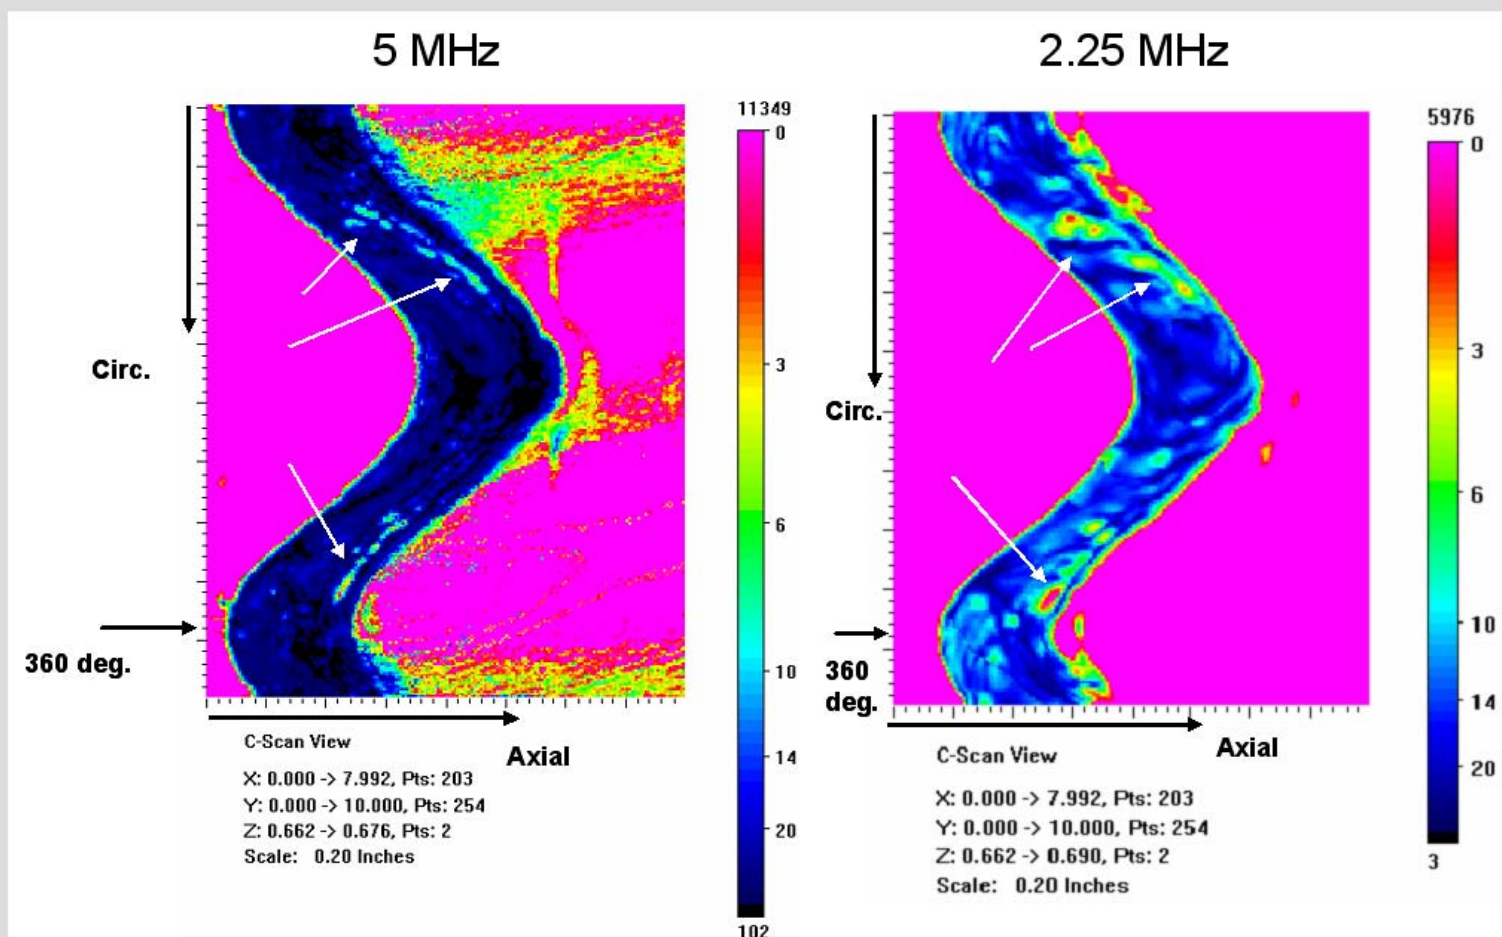 5 MHz
11349
0
3
6
10
14
20
102
Circ.
360 deg.
Axial
C-Scan View
X: 0.000 -> 7.992, Pts: 203
Y: 0.000 -> 10.000, Pts: 254
Z: 0.662 -> 0.676, Pts: 2
Scale: 0.20 Inches
2.25 MHz
5976
0
3
6
10
14
20
3
Circ.
360
deg.
Axial
C-Scan View
X: 0.000 -> 7.992, Pts: 203
Y: 0.000 -> 10.000, Pts: 254
Z: 0.662 -> 0.690, Pts: 2
Scale: 0.20 Inches